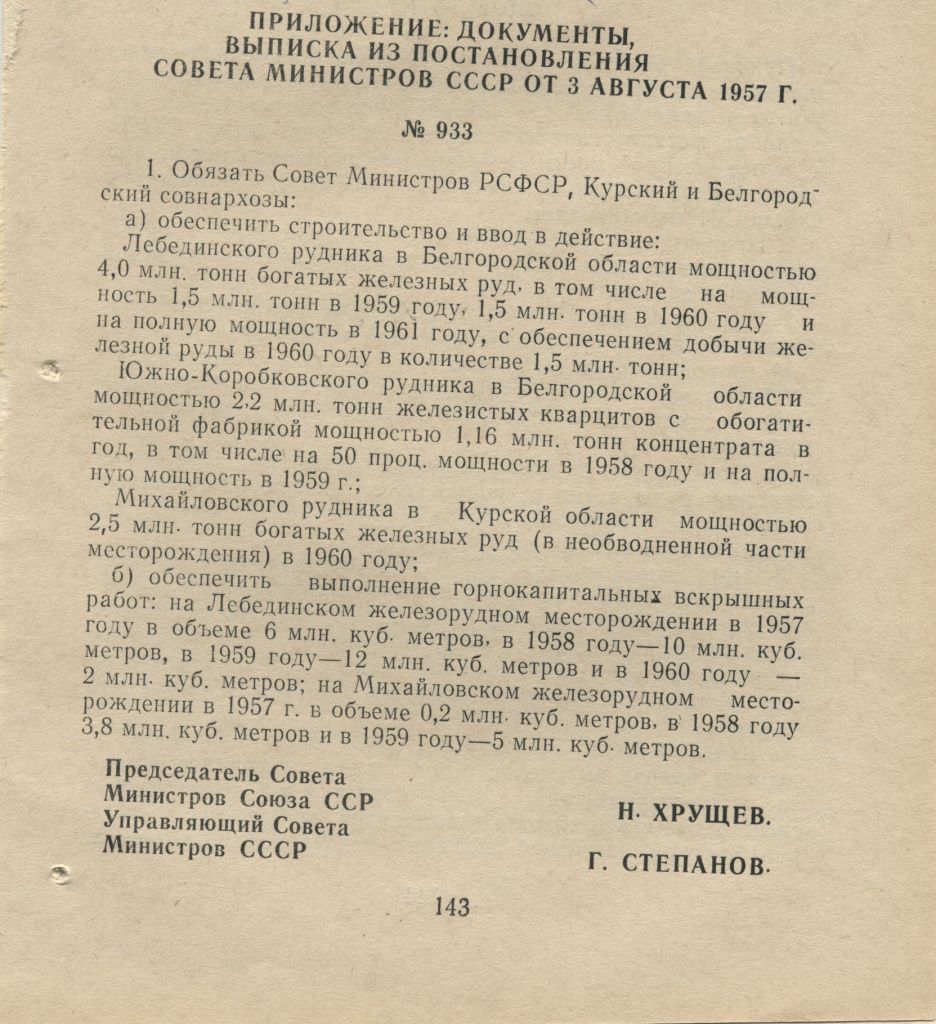 ПРИЛОЖЕНИЕ: ДОКУМЕНТЫ,
ВЫПИСКА ИЗ ПОСТАНОВЛЕНИЯ
СОВЕТА МИНИСТРОВ СССР ОТ 3 АВГУСТА 1957 Г.
№ 933
1. Обязать Совет Министров РСФСР, Курский и Белгород-
ский совнархозы:
а) обеспечить строительство и ввод в действие:
Лебединского рудника в Белгородской области мощностью
4,0 млн. тонн богатых железных руд, в том числе на мощ-
ность 1,5 млн. тонн в 1959 году, 1,5 млн. тонн в 1960 году и
на полную мощность в 1961 году, с обеспечением добычи же-
лезной руды в 1960 году в количестве 1,5 млн. тонн;
Южно-Коробковского рудника в Белгородской области
мощностью 2,2 млн. тонн железистых кварцитов с обогати-
тельной фабрикой мощностью 1,16 млн. тонн концентрата в
год, в том числе на 50 проц. мощности в 1958 году и на пол-
ную мощность в 1959 г.;
Михайловского рудника в Курской области мощностью
2,5 млн. тонн богатых железных руд (в необводненной части
месторождения) в 1960 году;
б) обеспечить выполнение горнокапитальных вскрышных
работ: на Лебединском железорудном месторождении в 1957
году в объеме 6 млн. куб. метров, в 1958 году—10 млн. куб.
метров, в 1959 году—12 млн. куб. метров и в 1960 году —
2 млн. куб. метров; на Михайловском железорудном место-
рождении в 1957 г. в объеме 0,2 млн. куб. метров, в 1958 году
3,8 млн. куб. метров и в 1959 году—5 млн. куб. метров.
Председатель Совета
Министров Союза ССР
Н. ХРУЩЕВ.
Управляющий Совета
Министров СССР
Г. СТЕПАНОВ.
143